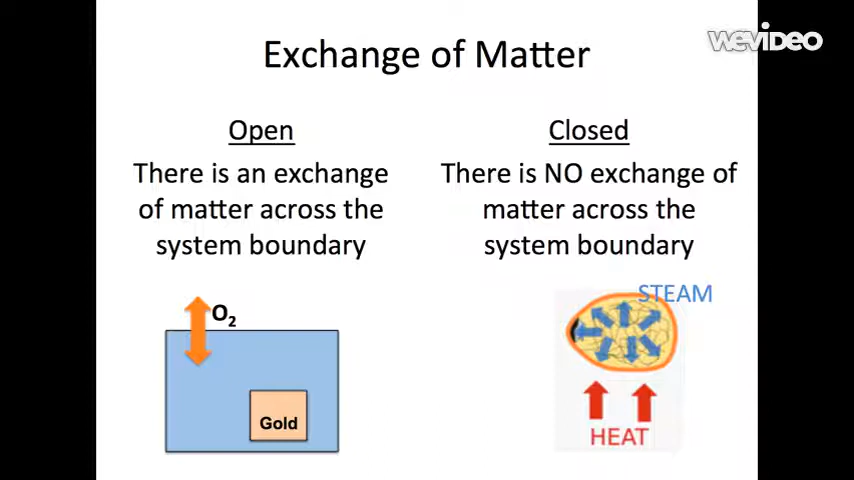 WEVIDEO
Exchange of Matter
Open
There is an exchange
of matter across the
system boundary
Closed
There is NO exchange of
matter across the
system boundary
O2
Gold
STEAM
HEAT